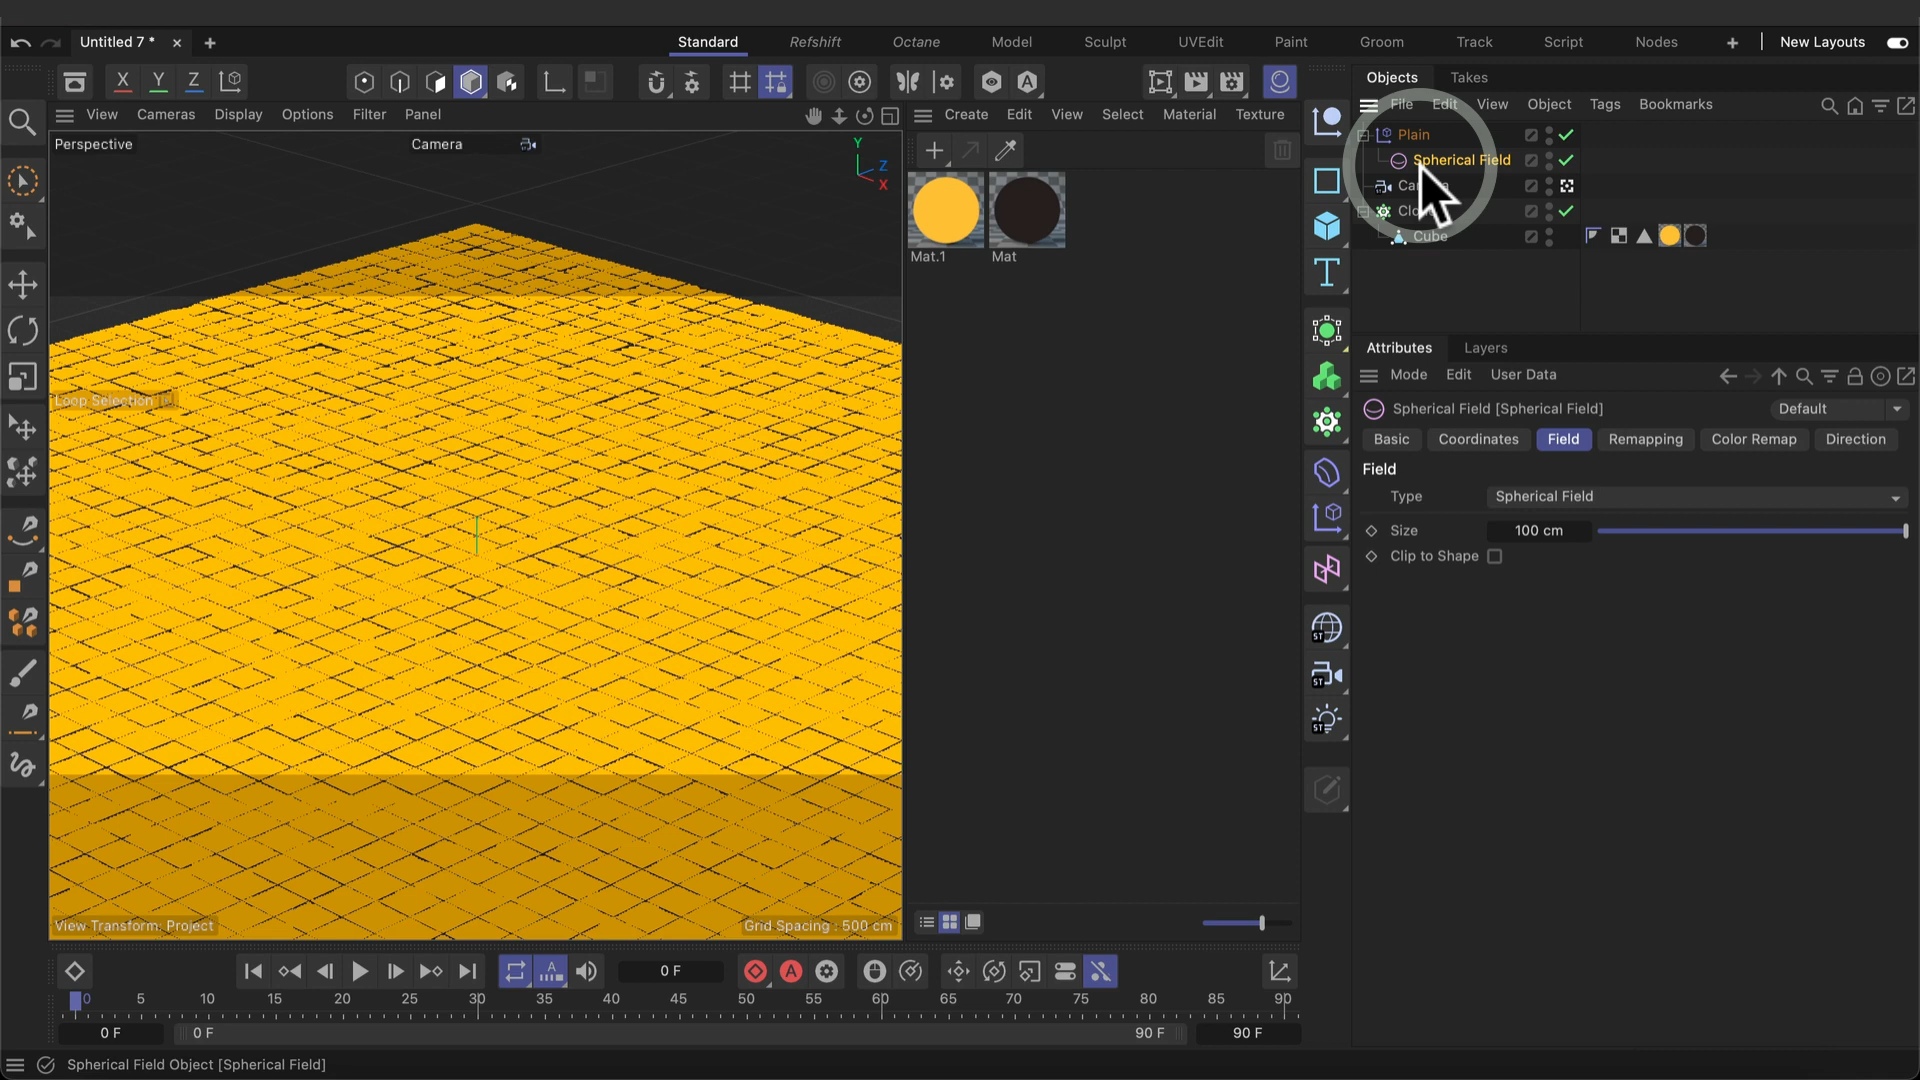 Untitled 7 *
Standard
Refshift
Octane
Model
Sculpt
UVEdit
Paint
Groom
Track
Script
Nodes
New Layouts
X Y Z
View Cameras Display Options Filter Panel
Create Edit View Select Material Texture
Objects Takes
File Edit View Object Tags Bookmarks
Perspective
Camera
Y
Z
X
Mat.1
Mat
Plain
Spherical Field
Cube
Loop Selection
View Transform: Project
Grid Spacing : 500 cm
Attributes Layers
Mode Edit User Data
Spherical Field [Spherical Field]
Default
Basic Coordinates Field Remapping Color Remap Direction
Field
Type Spherical Field
Size 100 cm
Clip to Shape
ST
ST
ST
0 F
0 5 10 15 20 25 30 35 40 45 50 55 60 65 70 75 80 85 90
0 F 0 F 90 F 90 F
Spherical Field Object [Spherical Field]